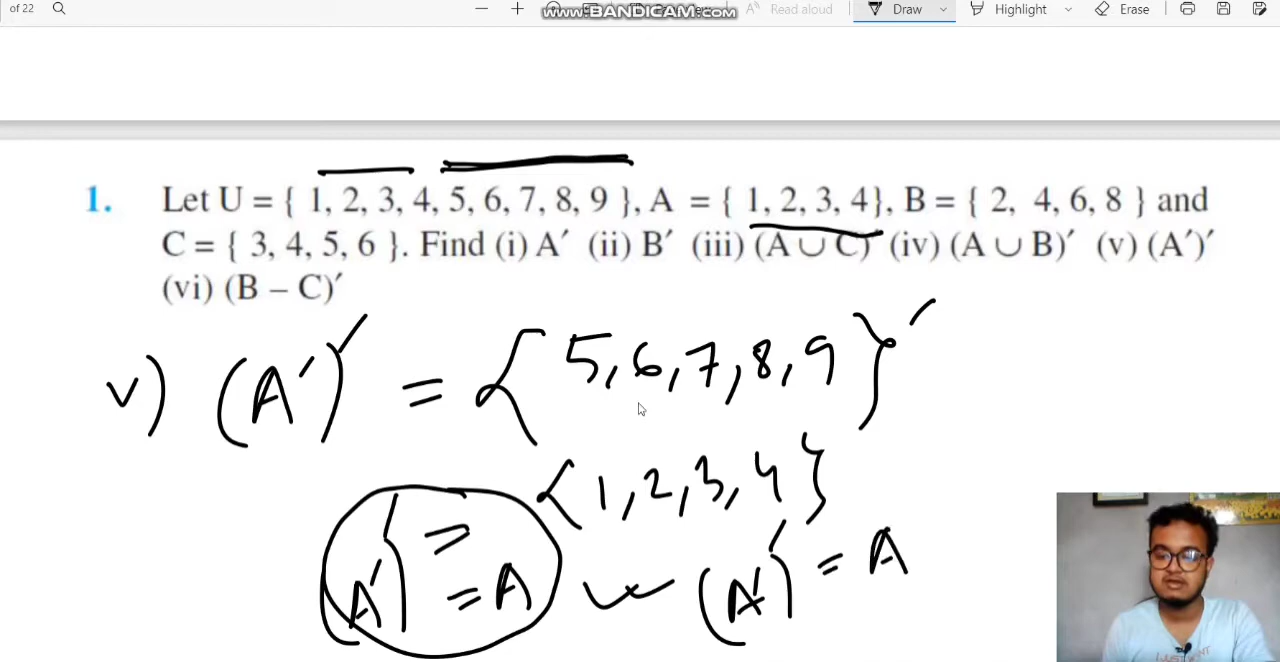 of 22
www.BANDICAM.com
Read aloud
Draw
Highlight
Erase
1. Let U = { 1, 2, 3, 4, 5, 6, 7, 8, 9 }, A = { 1, 2, 3, 4}, B = { 2, 4, 6, 8 } and
C = { 3, 4, 5, 6 }. Find (i) A′ (ii) B′ (iii) (A ∪ C)′ (iv) (A ∪ B)′ (v) (A′)′
(vi) (B – C)′
v) (A′)′ = {5, 6, 7, 8, 9}′
= {1, 2, 3, 4}
(A′)′ = A
(A′)′ = A